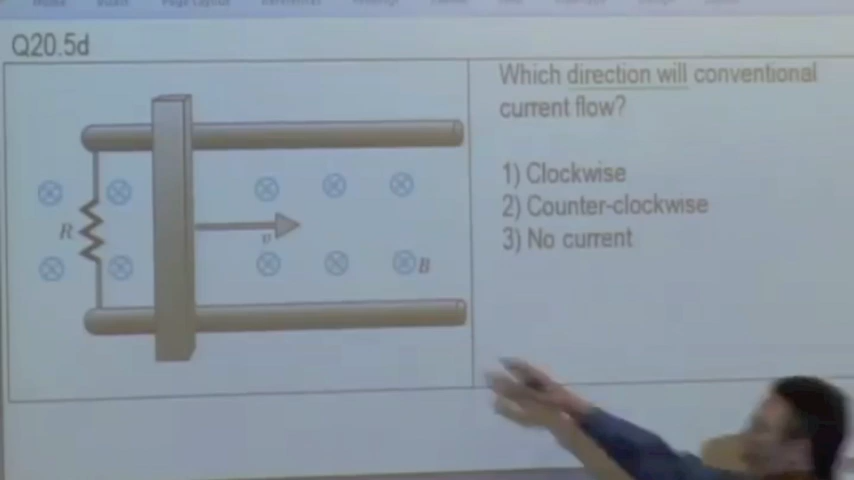 Q20.5d
Which direction will conventional
current flow?
1) Clockwise
2) Counter-clockwise
3) No current
R
v
B